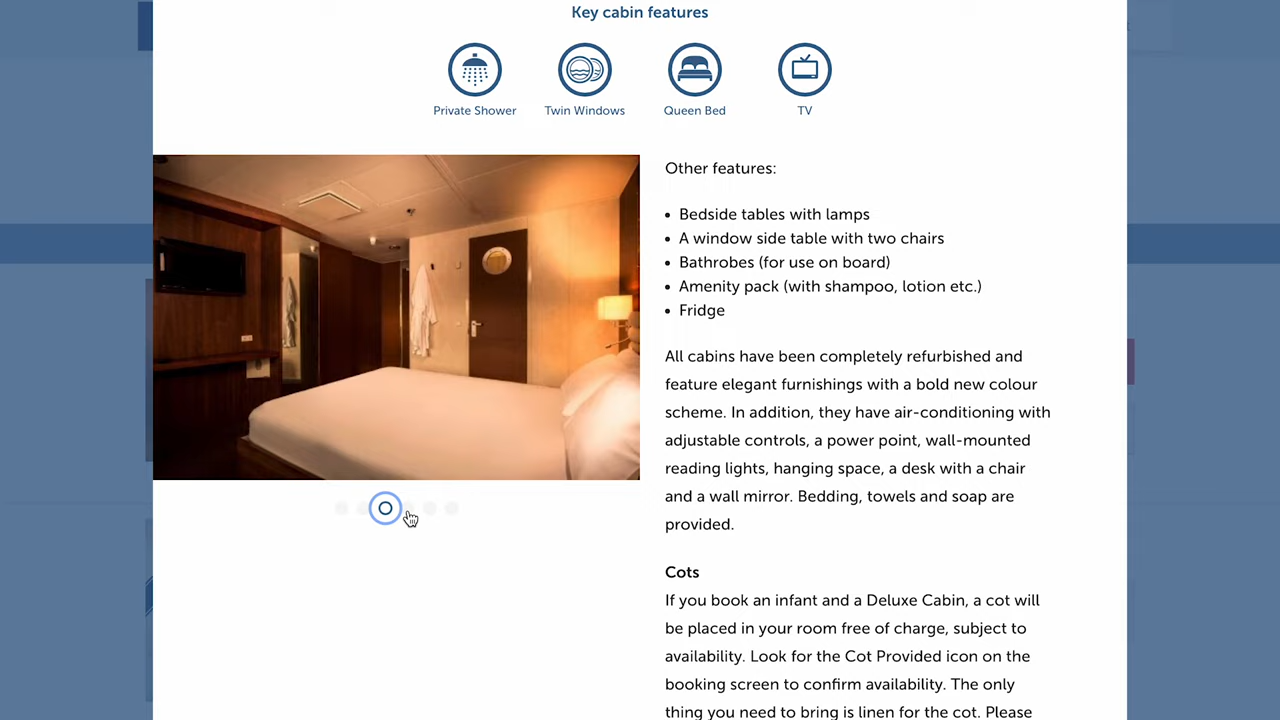 Key cabin features
Private Shower
Twin Windows
Queen Bed
TV
Other features:
• Bedside tables with lamps
• A window side table with two chairs
• Bathrobes (for use on board)
• Amenity pack (with shampoo, lotion etc.)
• Fridge
All cabins have been completely refurbished and
feature elegant furnishings with a bold new colour
scheme. In addition, they have air-conditioning with
adjustable controls, a power point, wall-mounted
reading lights, hanging space, a desk with a chair
and a wall mirror. Bedding, towels and soap are
provided.
Cots
If you book an infant and a Deluxe Cabin, a cot will
be placed in your room free of charge, subject to
availability. Look for the Cot Provided icon on the
booking screen to confirm availability. The only
thing you need to bring is linen for the cot. Please